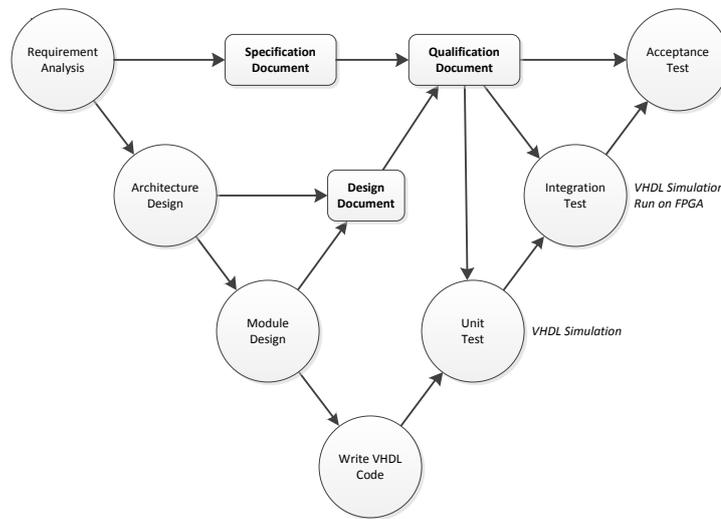 Requirement
Analysis
Specification
Document
Qualification
Document
Acceptance
Test
Architecture
Design
Design
Document
Integration
Test
VHDL Simulation
Run on FPGA
Module
Design
Unit
Test
VHDL Simulation
Write VHDL
Code